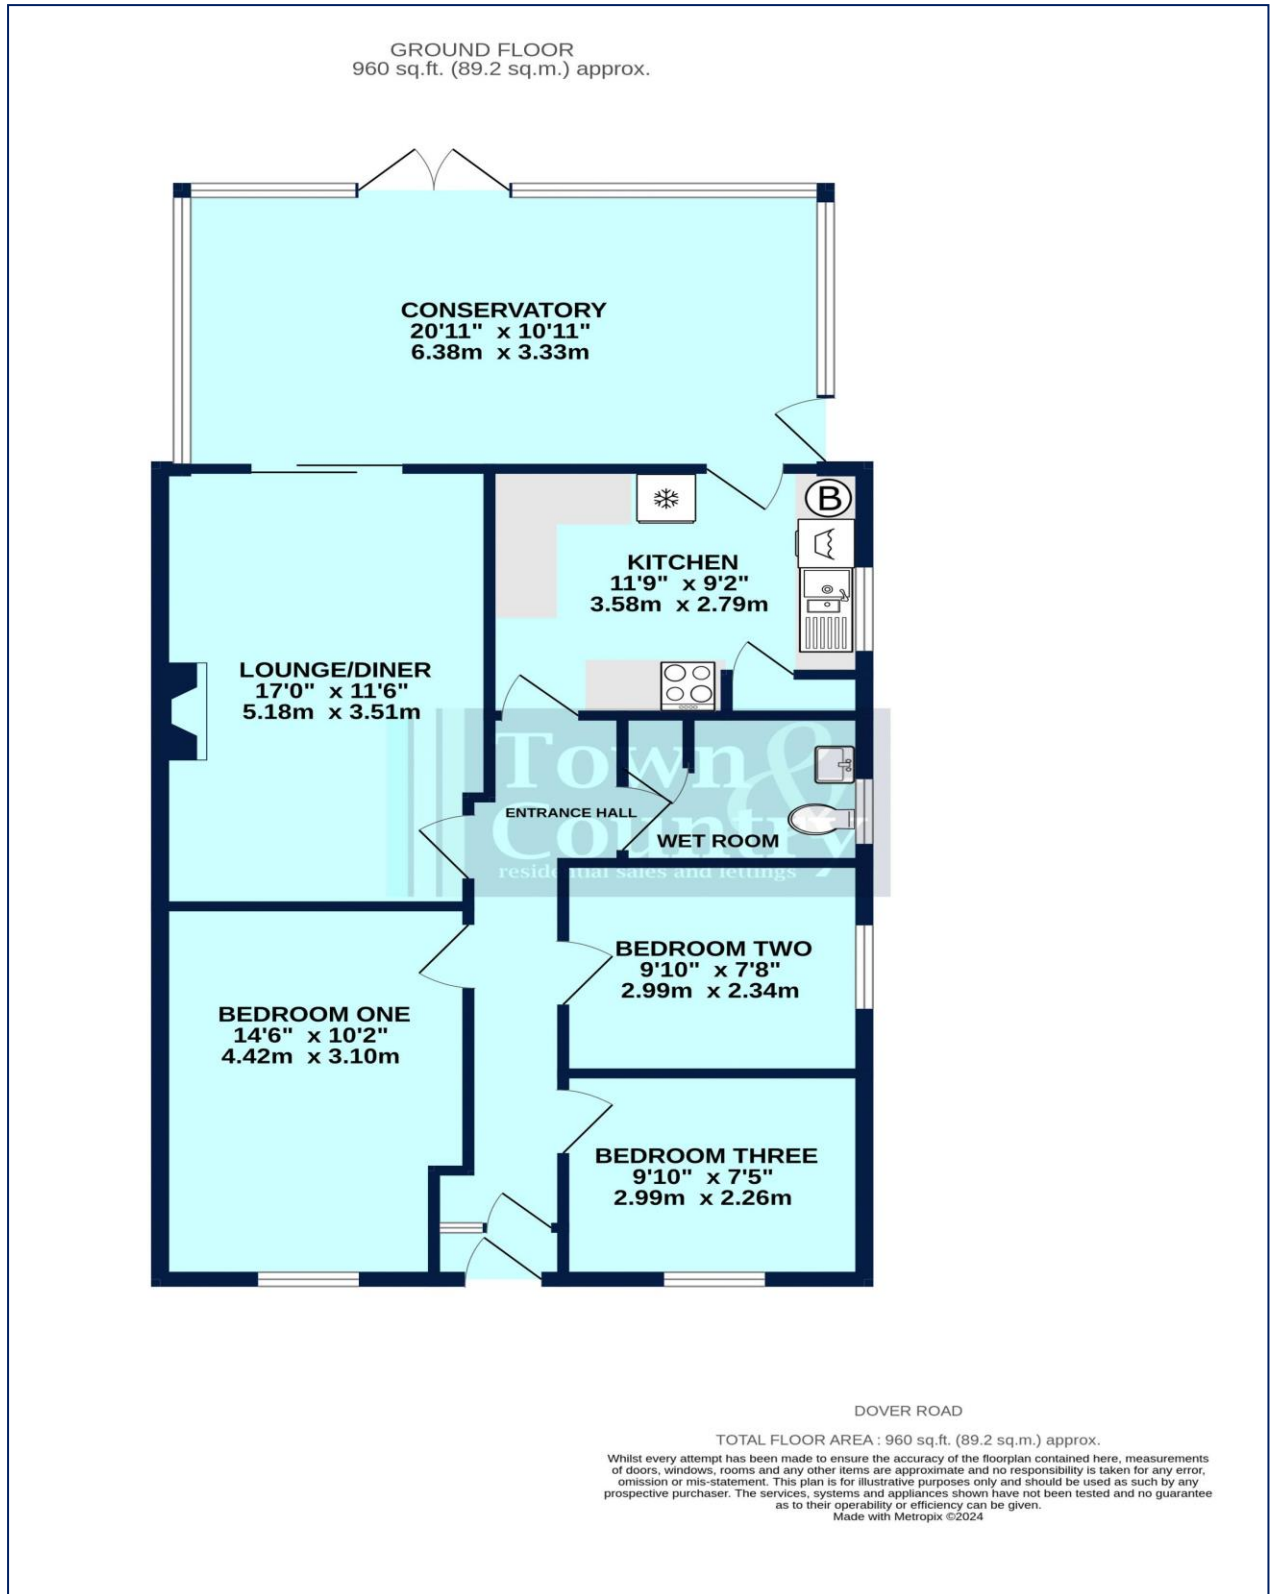 GROUND FLOOR
960 sq.ft. (89.2 sq.m.) approx.
CONSERVATORY
20'11" x 10'11"
6.38m x 3.33m
B
KITCHEN
11'9" x 9'2"
3.58m x 2.79m
LOUNGE/DINER
17'0" x 11'6"
5.18m x 3.51m
Town &
Country
residential sales and lettings
ENTRANCE HALL
WET ROOM
BEDROOM TWO
9'10" x 7'8"
2.99m x 2.34m
BEDROOM ONE
14'6" x 10'2"
4.42m x 3.10m
BEDROOM THREE
9'10" x 7'5"
2.99m x 2.26m
DOVER ROAD
TOTAL FLOOR AREA : 960 sq.ft. (89.2 sq.m.) approx.
Whilst every attempt has been made to ensure the accuracy of the floorplan contained here, measurements
of doors, windows, rooms and any other items are approximate and no responsibility is taken for any error,
omission or mis-statement. This plan is for illustrative purposes only and should be used as such by any
prospective purchaser. The services, systems and appliances shown have not been tested and no guarantee
as to their operability or efficiency can be given.
Made with Metropix ©2024